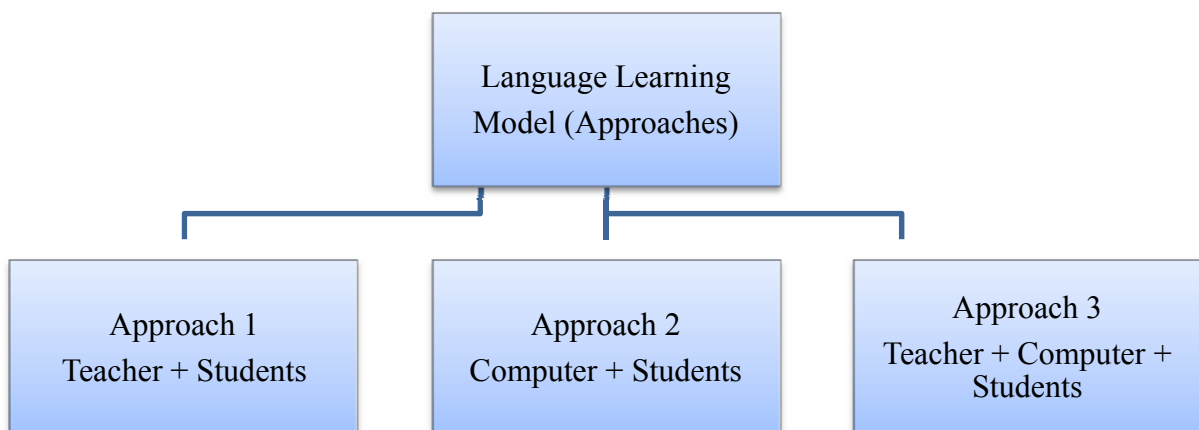 Language Learning
Model (Approaches)
Approach 1
Teacher + Students
Approach 2
Computer + Students
Approach 3
Teacher + Computer +
Students